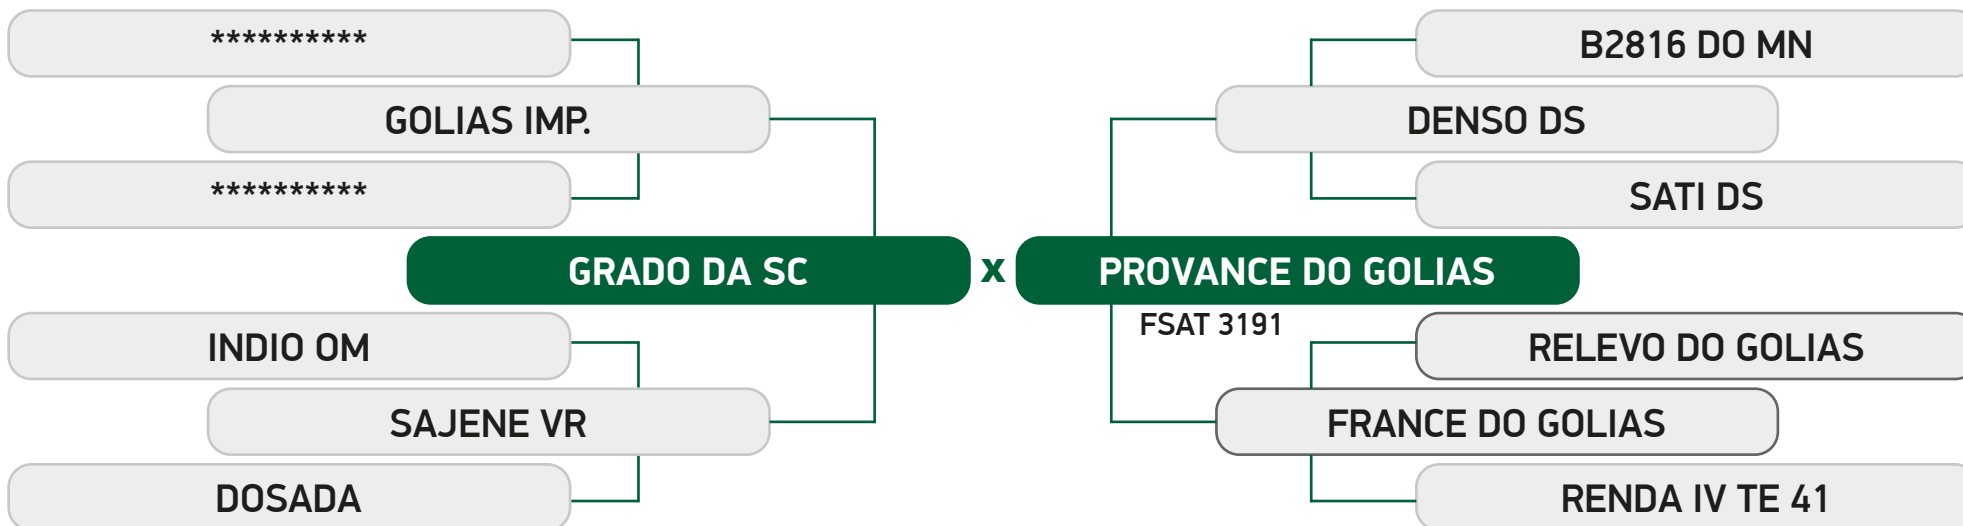 **********
GOLIAS IMP.
**********
GRADO DA SC
INDIO OM
SAJENE VR
DOSADA
x
B2816 DO MN
DENSO DS
SATI DS
PROVANCE DO GOLIAS
FSAT 3191
RELEVO DO GOLIAS
FRANCE DO GOLIAS
RENDA IV TE 41